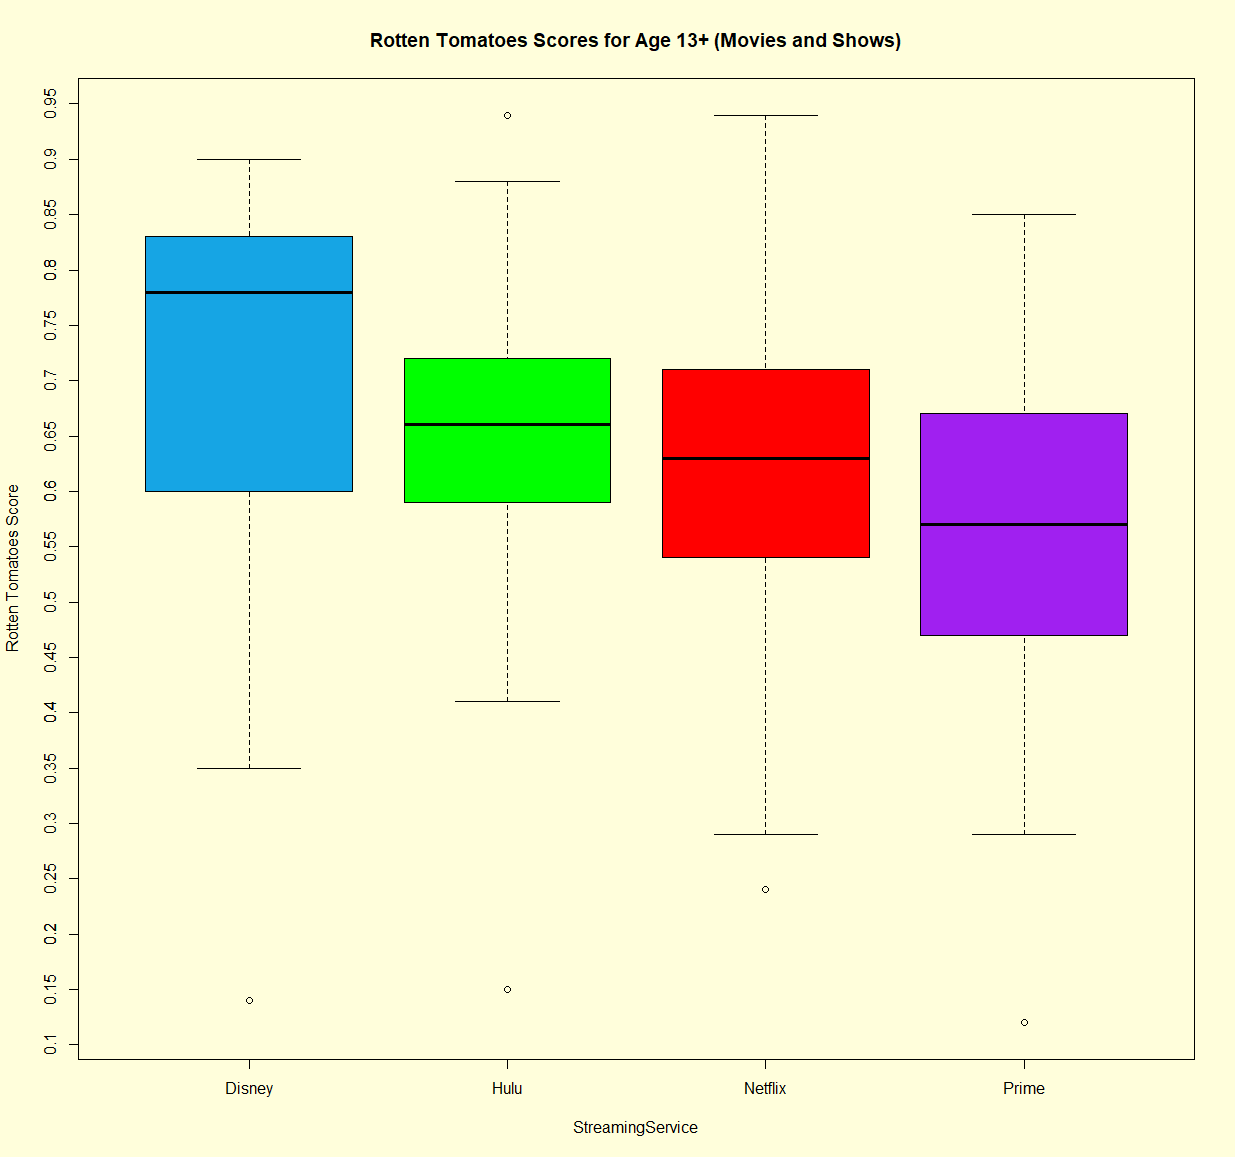 Rotten Tomatoes Scores for Age 13+ (Movies and Shows)
Rotten Tomatoes Score
0.95
0.9
0.85
0.8
0.75
0.7
0.65
0.6
0.55
0.5
0.45
0.4
0.35
0.3
0.25
0.2
0.15
0.1
Disney
Hulu
Netflix
Prime
StreamingService